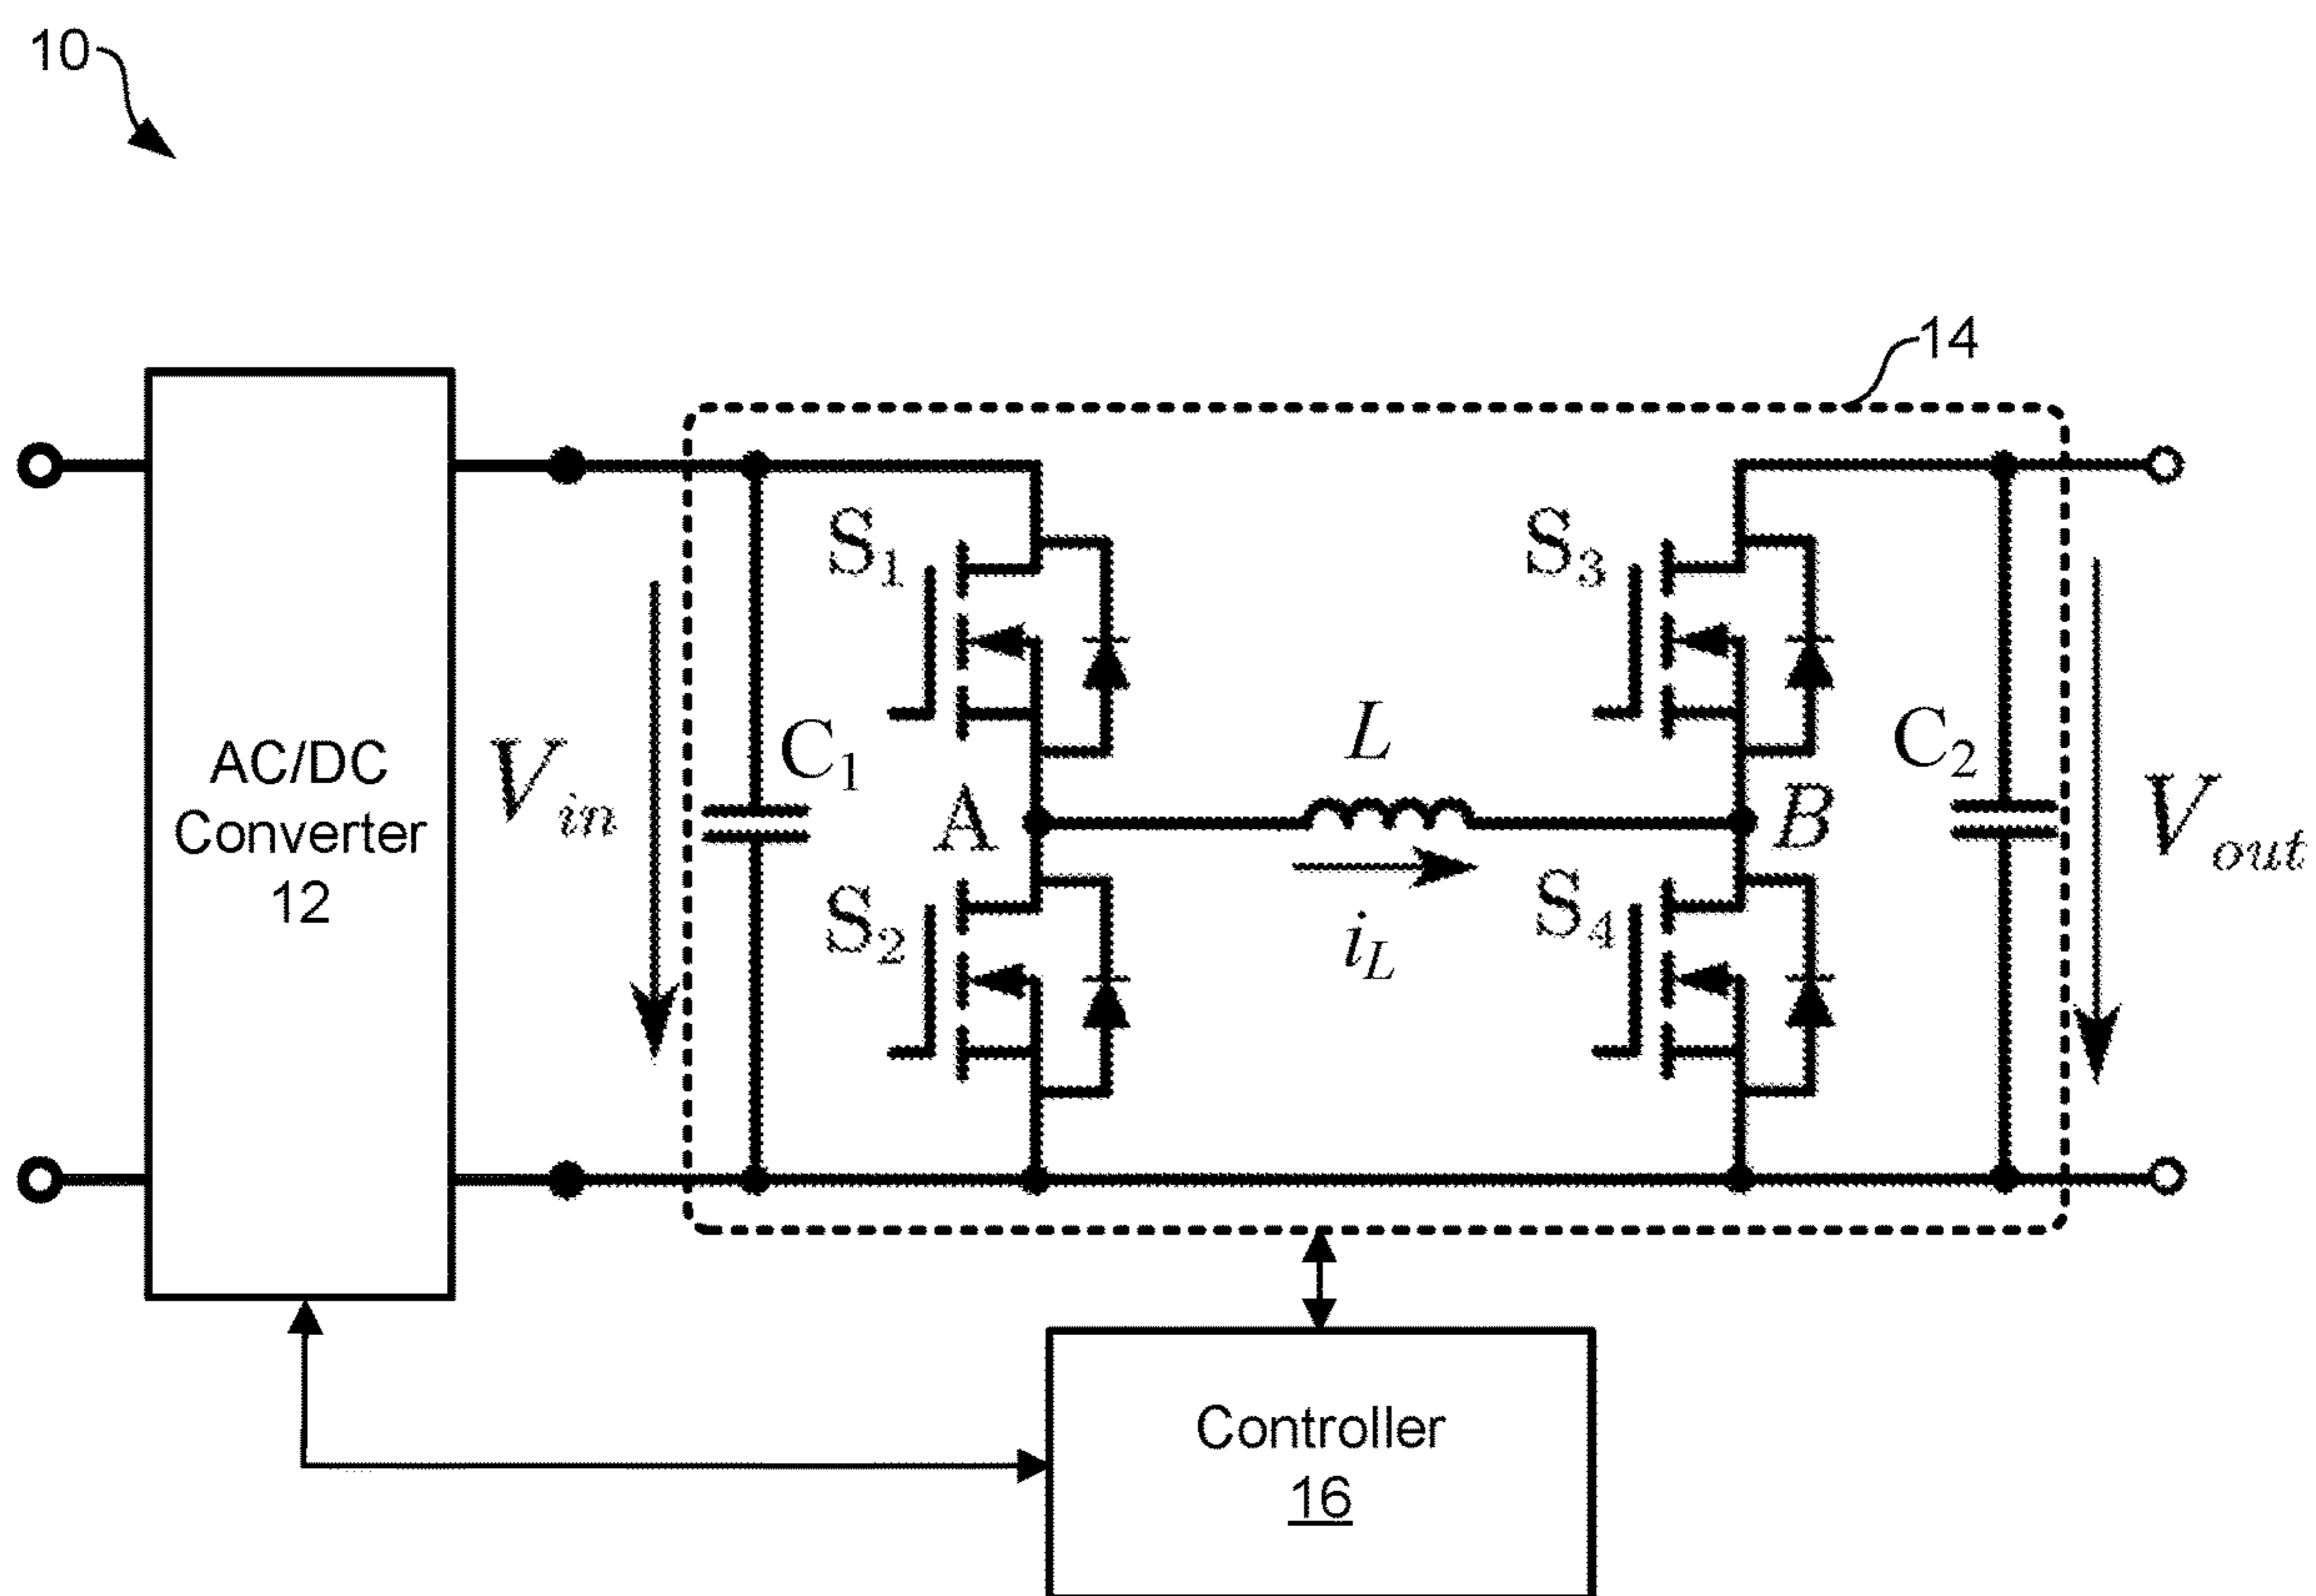 10
14
S1
S3
L
C1
C2
AC/DC
Converter
12
Vin
A
B
Vout
S2
S4
iL
Controller
16